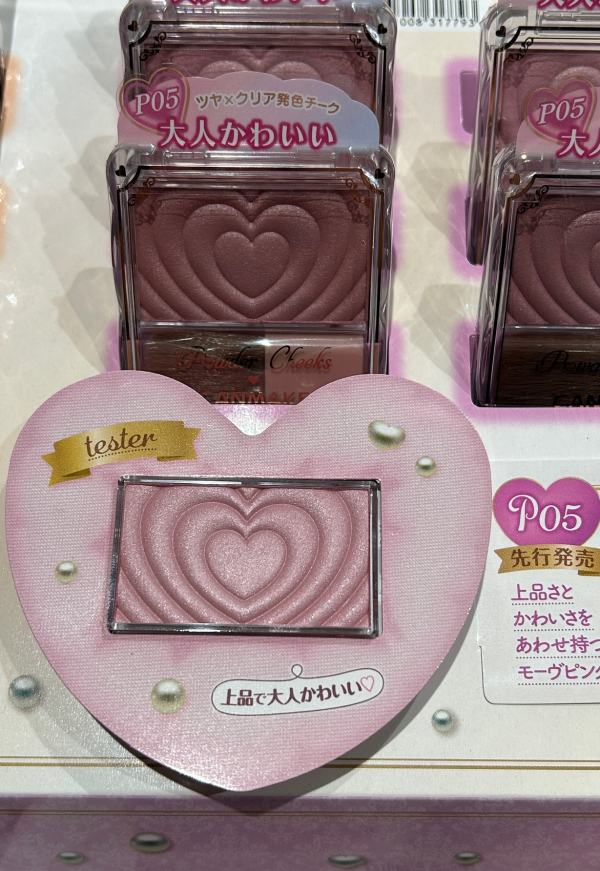 008 317793
P05
ツヤ×クリア発色チーク
大人かわいい
P05
大人
Powder Cheeks
CANMAKE
tester
P05
先行発売
上品さと
かわいさを
あわせ持つ
モーヴピンク
上品で大人かわいい♡